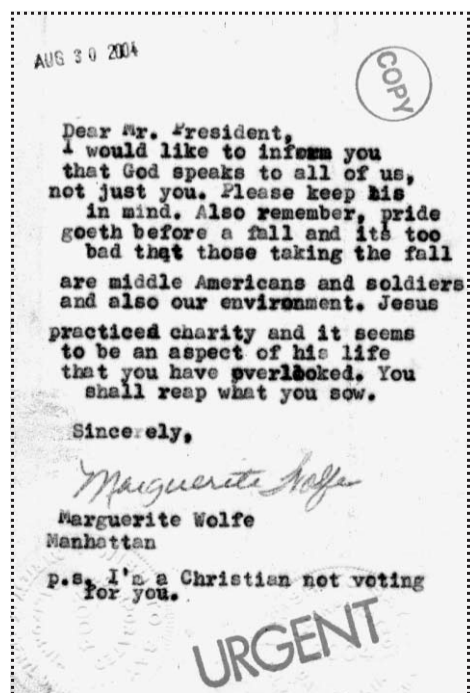 AUG 30 2004
COPY
Dear Mr. President,
I would like to inform you
that God speaks to all of us,
not just you. Please keep his
in mind. Also remember, pride
goeth before a fall and its too
bad that those taking the fall
are middle Americans and soldiers
and also our environment. Jesus
practiced charity and it seems
to be an aspect of his life
that you have overlooked. You
shall reap what you sow.
Sincerely,
Marguerite Wolfe
Marguerite Wolfe
Manhattan
p.s. I'm a Christian not voting
for you.
URGENT